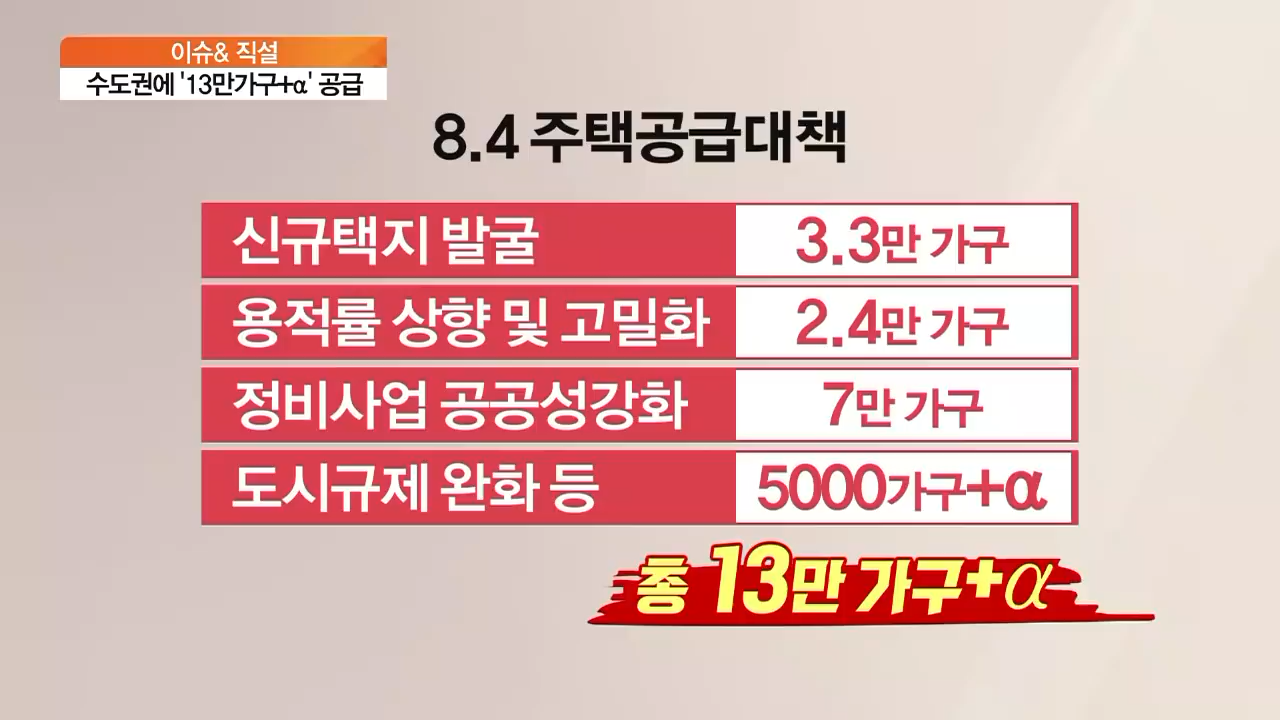 이슈& 직설
수도권에 '13만가구+α' 공급
8.4 주택공급대책
신규택지 발굴 3.3만 가구
용적률 상향 및 고밀화 2.4만 가구
정비사업 공공성강화 7만 가구
도시규제 완화 등 5000가구+α
총 13만 가구+α